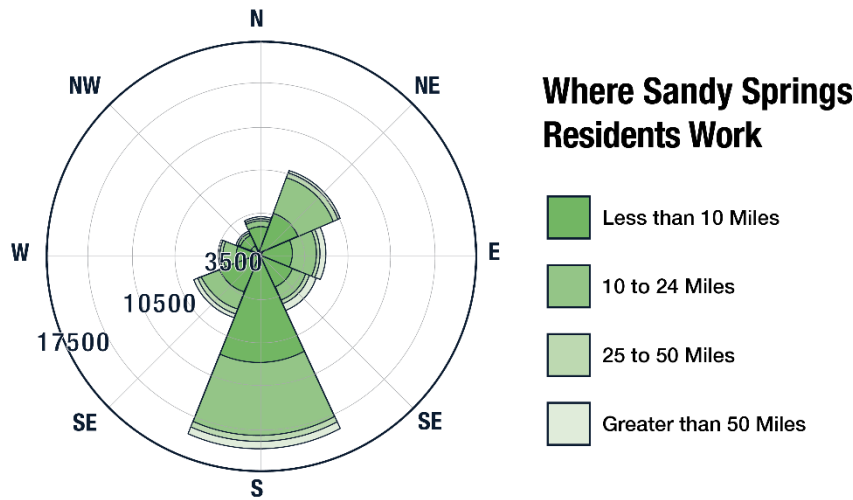 N
NW
NE
W
E
3500
10500
17500
SE
SE
S
Where Sandy Springs
Residents Work
Less than 10 Miles
10 to 24 Miles
25 to 50 Miles
Greater than 50 Miles